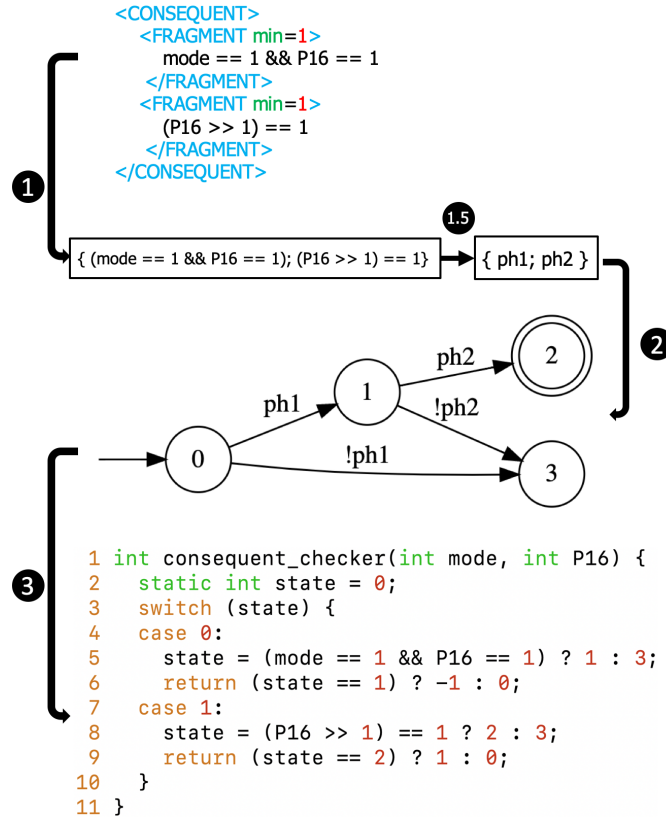 <CONSEQUENT>
<FRAGMENT min=1>
mode == 1 && P16 == 1
</FRAGMENT>
<FRAGMENT min=1>
(P16 >> 1) == 1
</FRAGMENT>
</CONSEQUENT>
1
1.5
{ (mode == 1 && P16 == 1); (P16 >> 1) == 1}
{ ph1; ph2 }
2
ph1
!ph1
ph2
!ph2
0
1
2
3
3
1 int consequent_checker(int mode, int P16) {
2 static int state = 0;
3 switch (state) {
4 case 0:
5 state = (mode == 1 && P16 == 1) ? 1 : 3;
6 return (state == 1) ? -1 : 0;
7 case 1:
8 state = (P16 >> 1) == 1 ? 2 : 3;
9 return (state == 2) ? 1 : 0;
10 }
11 }